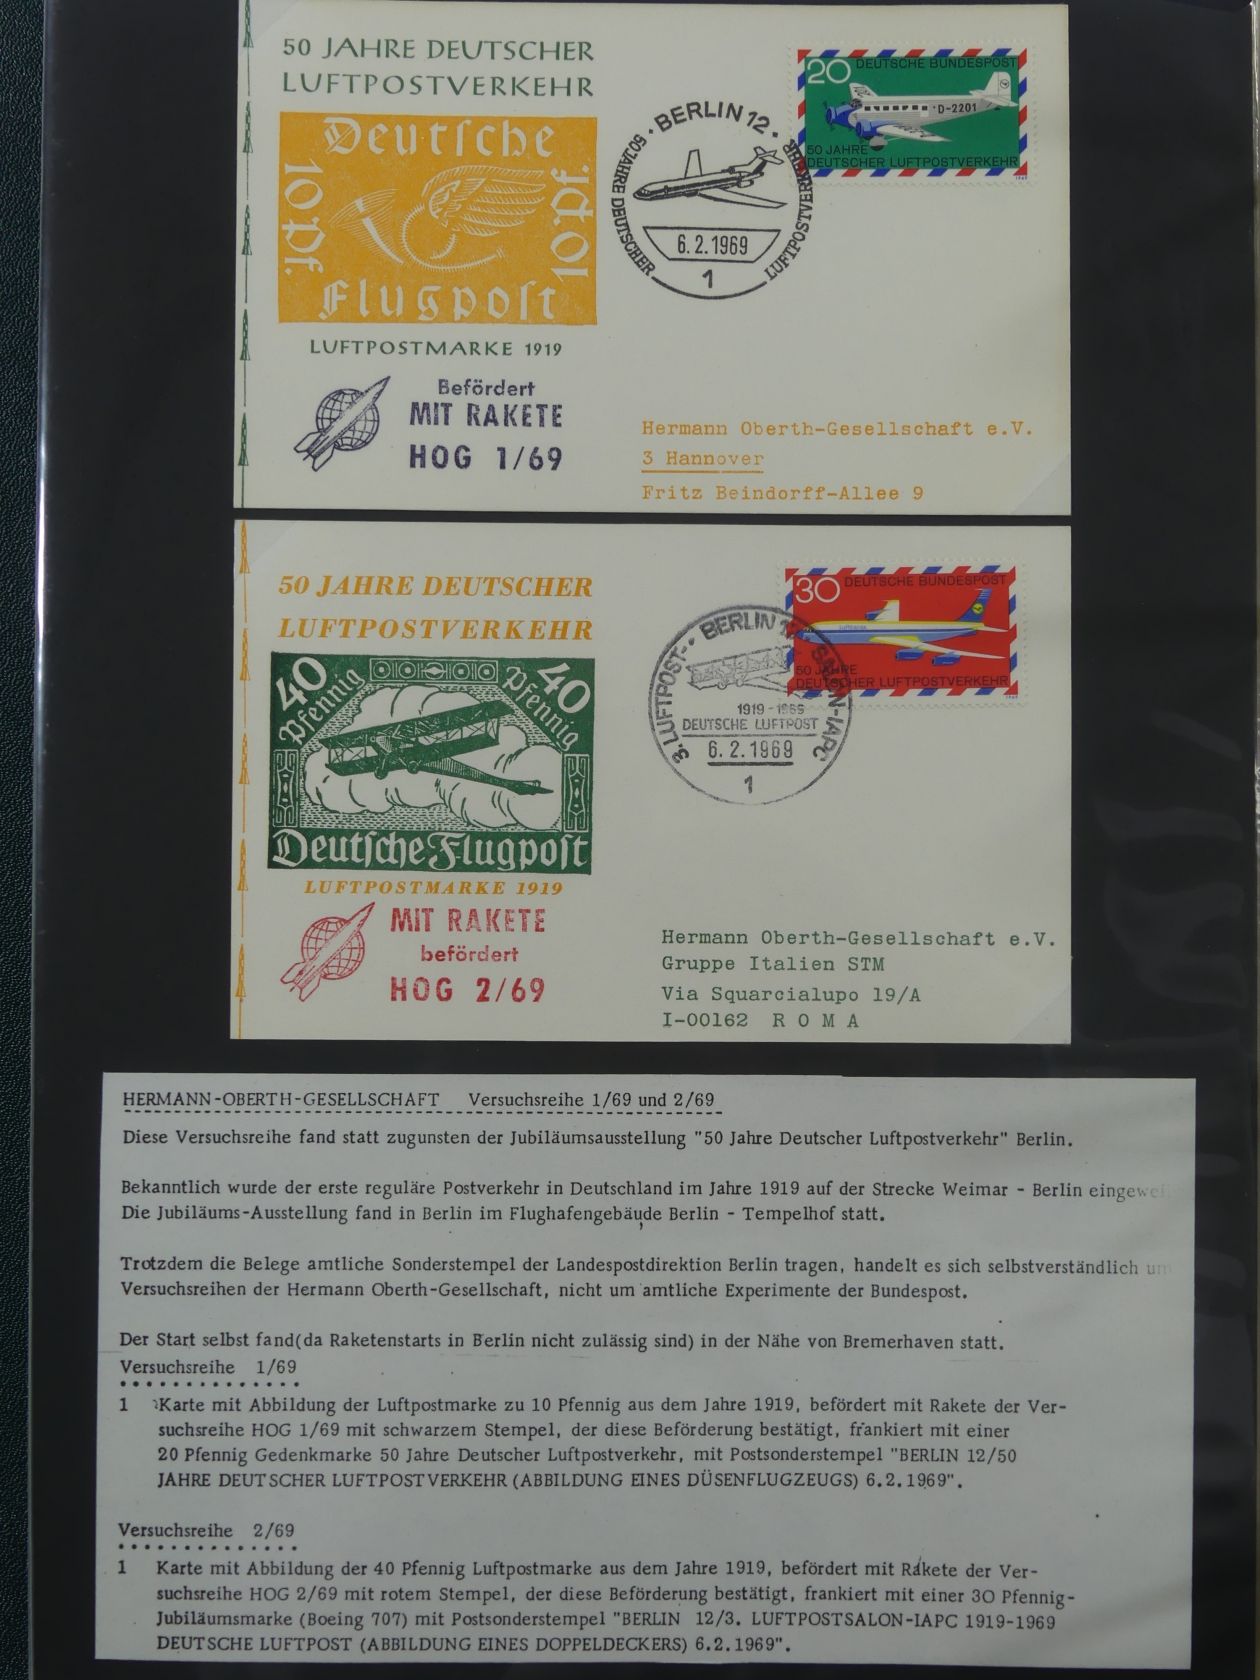 50 JAHRE DEUTSCHER
LUFTPOSTVERKEHR
Deutsche
10 Pf.
10 Pf.
Flugpost
LUFTPOSTMARKE 1919
Befördert
MIT RAKETE
HOG 1/69
BERLIN 12
50 JAHRE DEUTSCHER LUFTPOSTVERKEHR
6.2.1969
1
20 DEUTSCHE BUNDESPOST
D-2201
50 JAHRE
DEUTSCHER LUFTPOSTVERKEHR
1969
Hermann Oberth-Gesellschaft e.V.
3 Hannover
Fritz Beindorff-Allee 9
50 JAHRE DEUTSCHER
LUFTPOSTVERKEHR
40 Pfennig
40 Pfennig
Deutsche Flugpost
LUFTPOSTMARKE 1919
MIT RAKETE
befördert
HOG 2/69
BERLIN 12
3. LUFTPOST-SALON-IAPC
1919-1969
DEUTSCHE LUFTPOST
6.2.1969
1
30 DEUTSCHE BUNDESPOST
LUFTHANSA
50 JAHRE
DEUTSCHER LUFTPOSTVERKEHR
1969
Hermann Oberth-Gesellschaft e.V.
Gruppe Italien STM
Via Squarcialupo 19/A
I-00162 R O M A
HERMANN-OBERTH-GESELLSCHAFT Versuchsreihe 1/69 und 2/69
Diese Versuchsreihe fand statt zugunsten der Jubiläumsausstellung "50 Jahre Deutscher Luftpostverkehr" Berlin.
Bekanntlich wurde der erste reguläre Postverkehr in Deutschland im Jahre 1919 auf der Strecke Weimar - Berlin eingewei
Die Jubiläums-Ausstellung fand in Berlin im Flughafengebäude Berlin - Tempelhof statt.
Trotzdem die Belege amtliche Sonderstempel der Landespostdirektion Berlin tragen, handelt es sich selbstverständlich um
Versuchsreihen der Hermann Oberth-Gesellschaft, nicht um amtliche Experimente der Bundespost.
Der Start selbst fand(da Raketenstarts in Berlin nicht zulässig sind) in der Nähe von Bremerhaven statt.
Versuchsreihe 1/69
1 Karte mit Abbildung der Luftpostmarke zu 10 Pfennig aus dem Jahre 1919, befördert mit Rakete der Ver-
suchsreihe HOG 1/69 mit schwarzem Stempel, der diese Beförderung bestätigt, frankiert mit einer
20 Pfennig Gedenkmarke 50 Jahre Deutscher Luftpostverkehr, mit Postsonderstempel "BERLIN 12/50
JAHRE DEUTSCHER LUFTPOSTVERKEHR (ABBILDUNG EINES DÜSENFLUGZEUGS) 6.2.1969".
Versuchsreihe 2/69
1 Karte mit Abbildung der 40 Pfennig Luftpostmarke aus dem Jahre 1919, befördert mit Rakete der Ver-
suchsreihe HOG 2/69 mit rotem Stempel, der diese Beförderung bestätigt, frankiert mit einer 30 Pfennig-
Jubiläumsmarke (Boeing 707) mit Postsonderstempel "BERLIN 12/3. LUFTPOSTSALON-IAPC 1919-1969
DEUTSCHE LUFTPOST (ABBILDUNG EINES DOPPELDECKERS) 6.2.1969".